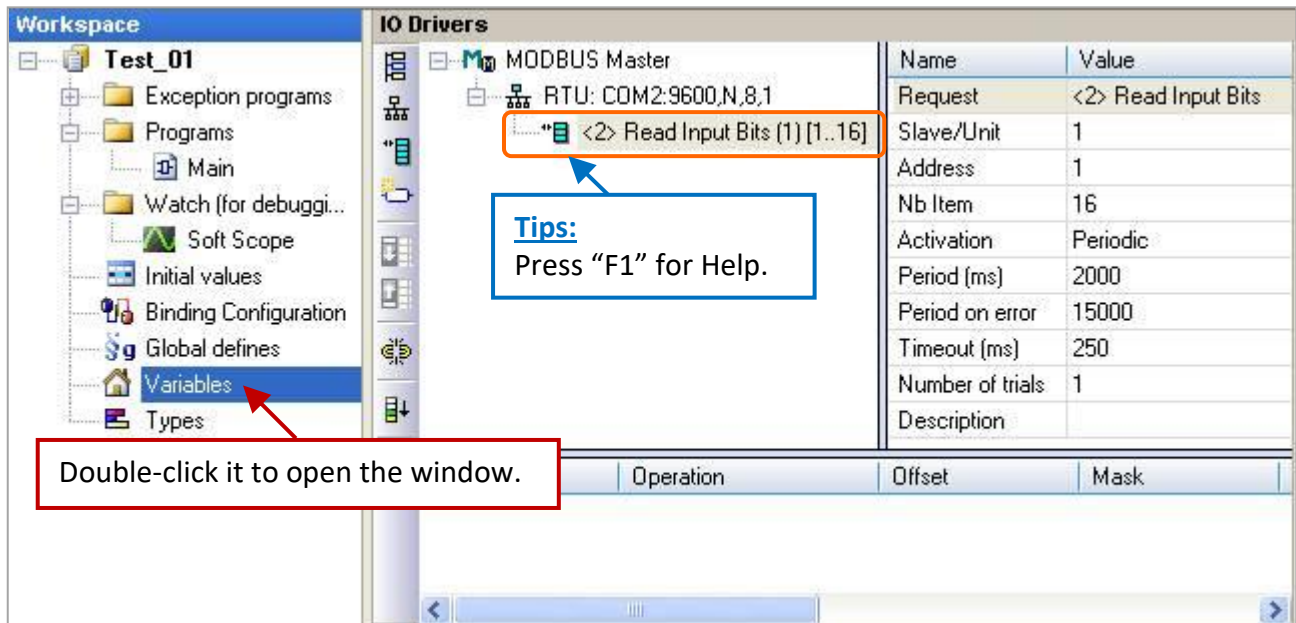 Workspace
Test_01
Exception programs
Programs
Main
Watch (for debuggi...
Soft Scope
Initial values
Binding Configuration
Global defines
Variables
Types
Double-click it to open the window.
IO Drivers
MODBUS Master
RTU: COM2:9600,N,8,1
<2> Read Input Bits (1) [1..16]
Tips:
Press “F1” for Help.
Name Value
Request <2> Read Input Bits
Slave/Unit 1
Address 1
Nb Item 16
Activation Periodic
Period (ms) 2000
Period on error 15000
Timeout (ms) 250
Number of trials 1
Description
Operation Offset Mask